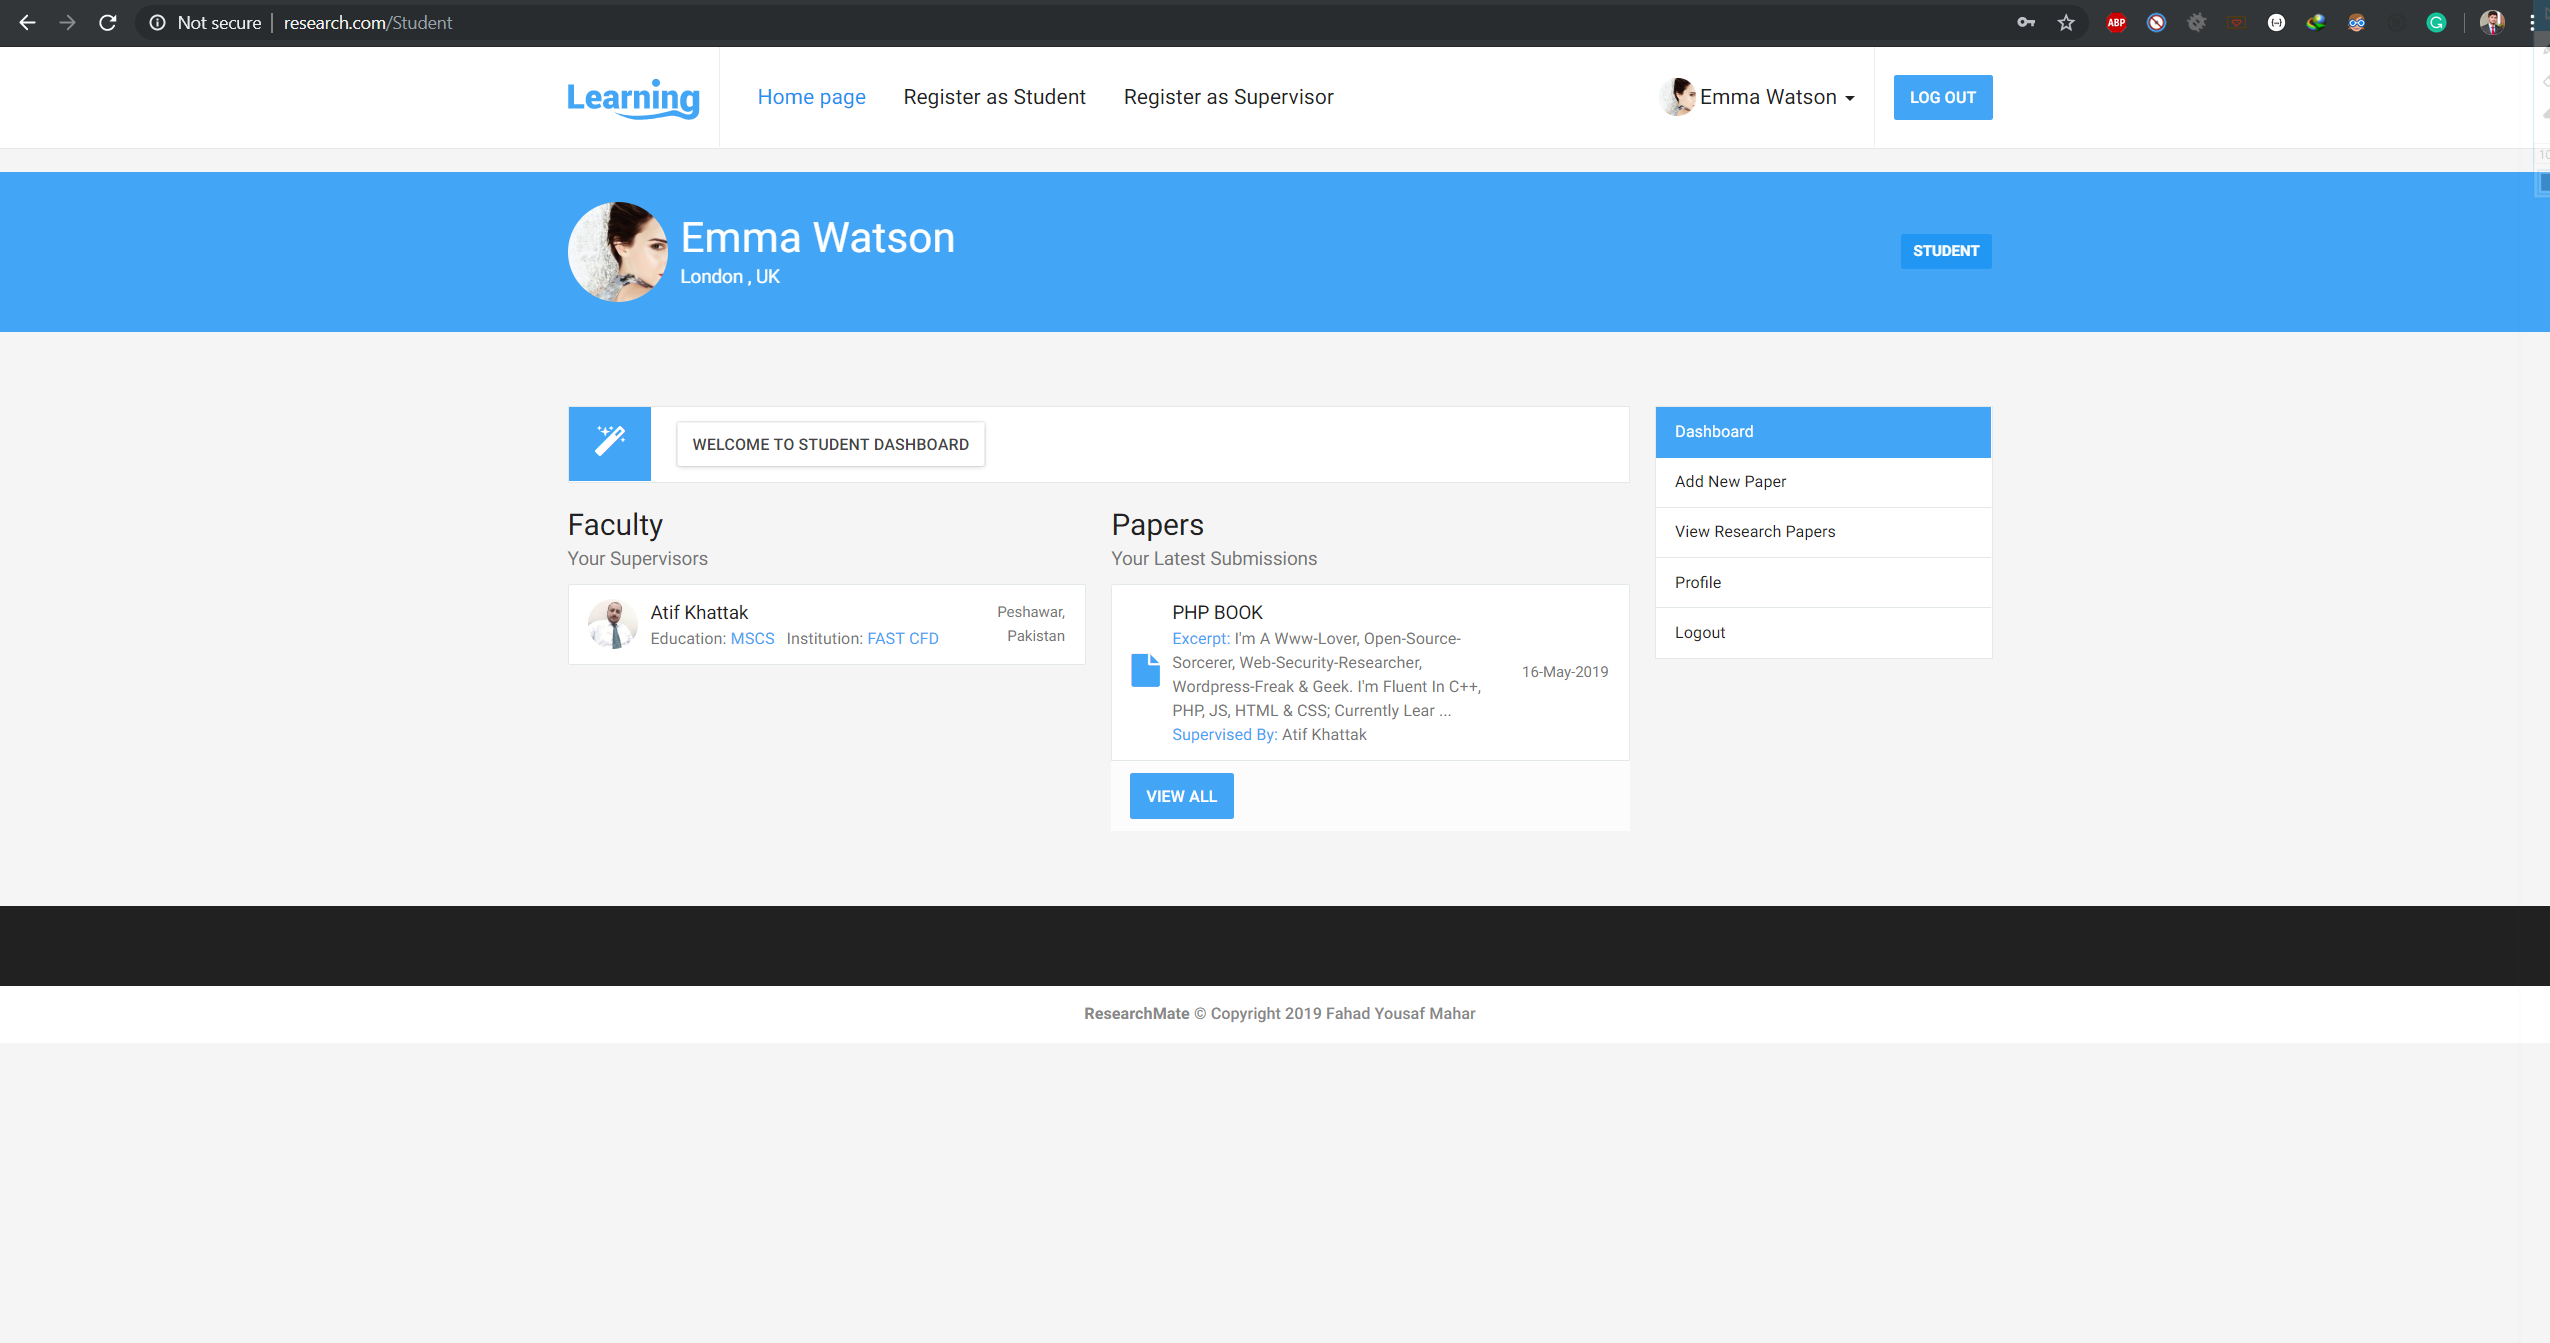 Not secure | research.com/Student
ABP
Learning
Home page
Register as Student
Register as Supervisor
Emma Watson
LOG OUT
10
Emma Watson
London , UK
STUDENT
WELCOME TO STUDENT DASHBOARD
Faculty
Your Supervisors
Atif Khattak
Education: MSCS Institution: FAST CFD
Peshawar,
Pakistan
Papers
Your Latest Submissions
PHP BOOK
Excerpt: I'm A Www-Lover, Open-Source-
Sorcerer, Web-Security-Researcher,
Wordpress-Freak & Geek. I'm Fluent In C++,
PHP, JS, HTML & CSS; Currently Lear ...
Supervised By: Atif Khattak
16-May-2019
VIEW ALL
Dashboard
Add New Paper
View Research Papers
Profile
Logout
ResearchMate © Copyright 2019 Fahad Yousaf Mahar